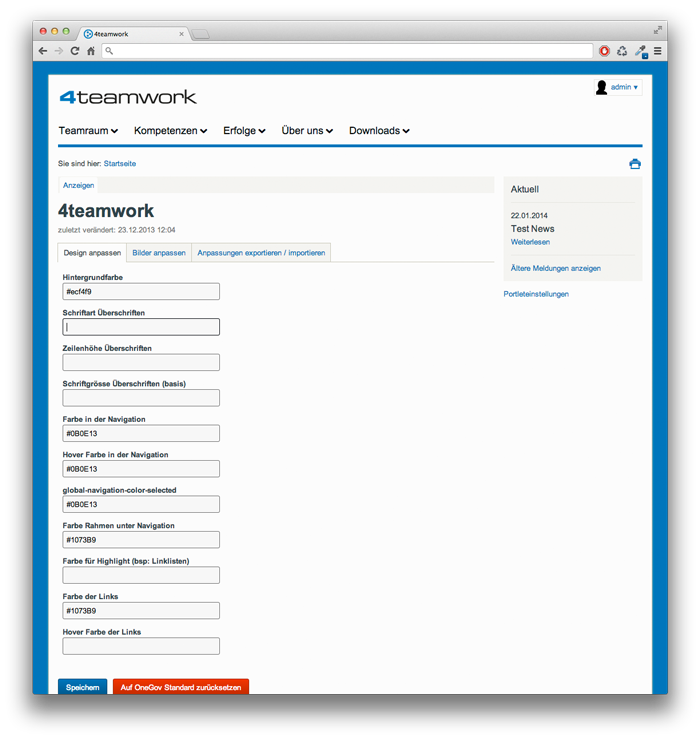 4teamwork
4teamwork
admin ▾
Teamraum Kompetenzen Erfolge Über uns Downloads
Sie sind hier: Startseite
Anzeigen
4teamwork
zuletzt verändert: 23.12.2013 12:04
Design anpassen Bilder anpassen Anpassungen exportieren / importieren
Hintergrundfarbe
#ecf4f9
Schriftart Überschriften
Zeilenhöhe Überschriften
Schriftgrösse Überschriften (basis)
Farbe in der Navigation
#0B0E13
Hover Farbe in der Navigation
#0B0E13
global-navigation-color-selected
#0B0E13
Farbe Rahmen unter Navigation
#1073B9
Farbe für Highlight (bsp: Linklisten)
Farbe der Links
#1073B9
Hover Farbe der Links
Speichern Auf OneGov Standard zurücksetzen
Aktuell
22.01.2014
Test News
Weiterlesen
Ältere Meldungen anzeigen
Portleteinstellungen